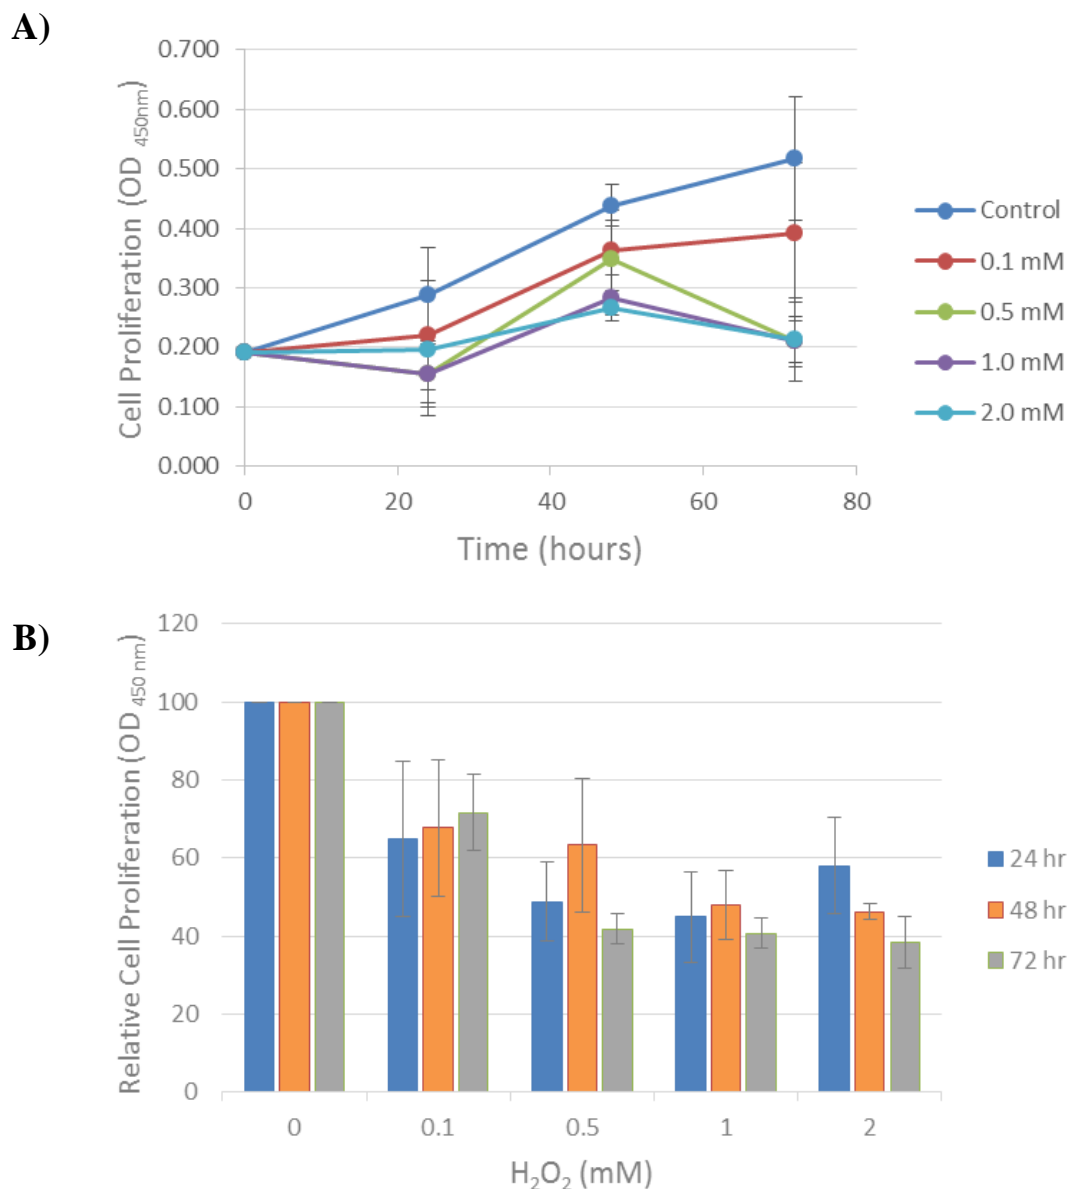 A)
Cell Proliferation (OD 450nm)
0.700
0.600
0.500
0.400
0.300
0.200
0.100
0.000
0 20 40 60 80
Time (hours)
Control
0.1 mM
0.5 mM
1.0 mM
2.0 mM
B)
Relative Cell Proliferation (OD 450 nm)
120
100
80
60
40
20
0
0 0.1 0.5 1 2
H₂O₂ (mM)
24 hr
48 hr
72 hr